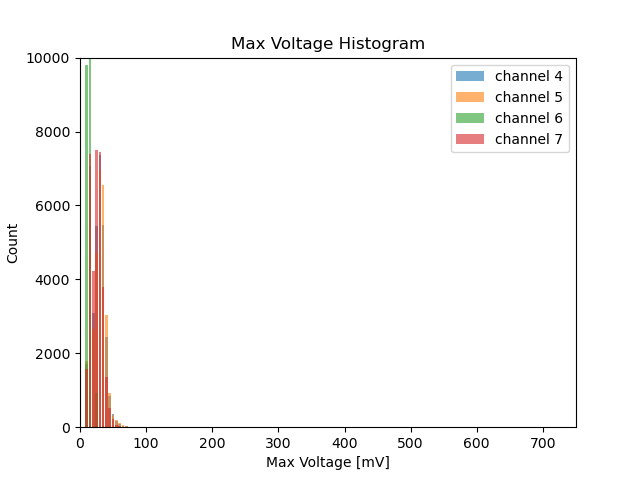 Max Voltage Histogram
10000
8000
6000
4000
2000
0
Count
channel 4
channel 5
channel 6
channel 7
0 100 200 300 400 500 600 700
Max Voltage [mV]